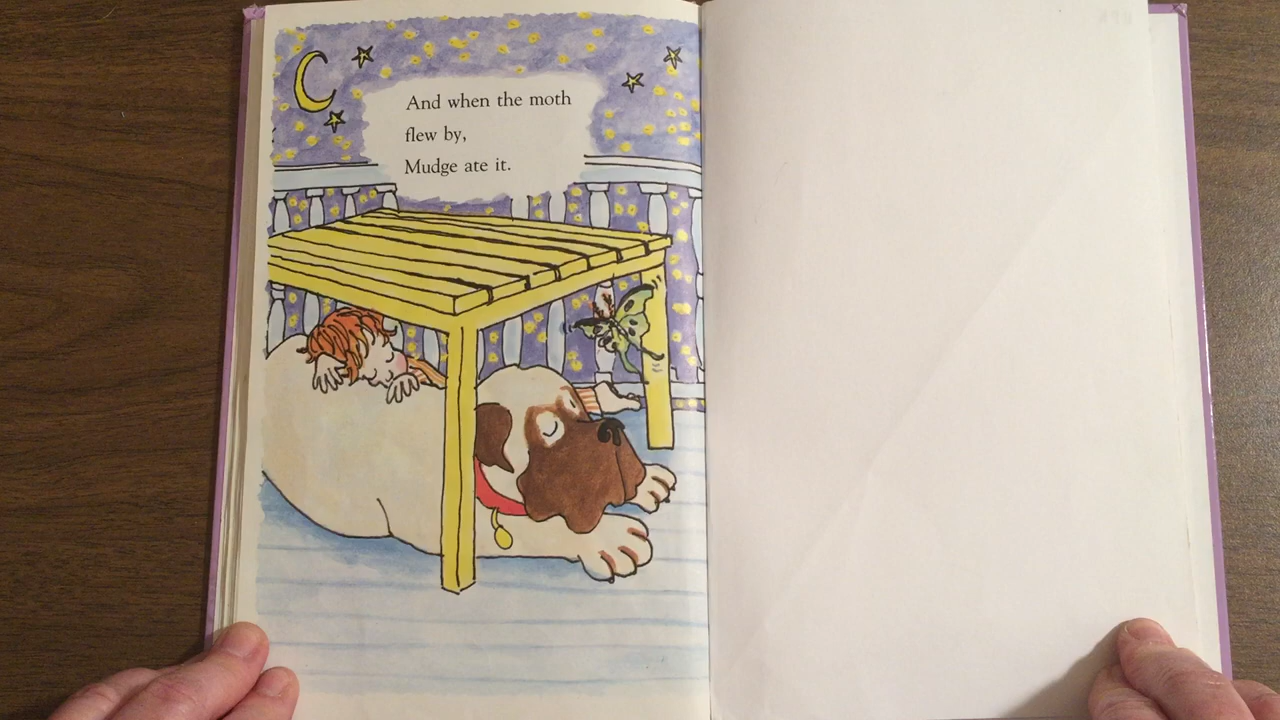 And when the moth
flew by,
Mudge ate it.